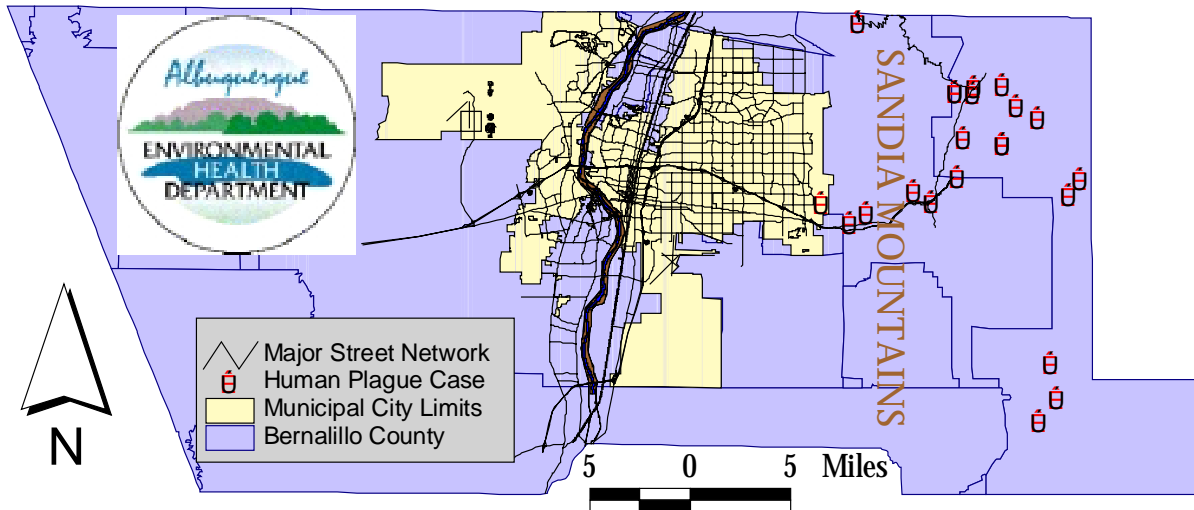 Albuquerque
ENVIRONMENTAL
HEALTH
DEPARTMENT
SANDIA MOUNTAINS
Major Street Network
Human Plague Case
Municipal City Limits
Bernalillo County
N
5 0 5 Miles